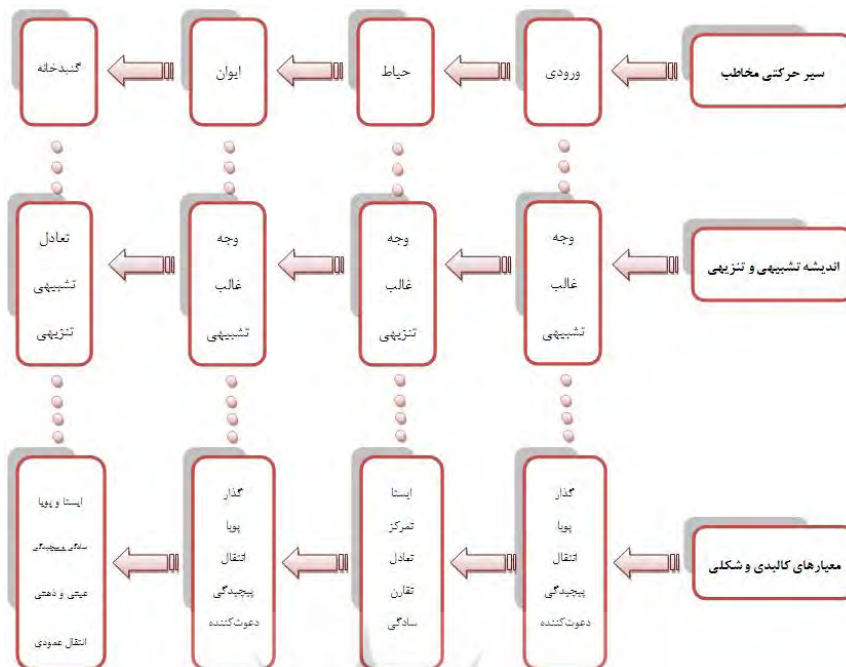 سیر حرکتی مخاطب
ورودی
حیاط
ایوان
گنبدخانه
اندیشه تشبیهی و تنزیهی
وجه
غالب
تشبیهی
وجه
غالب
تنزیهی
وجه
غالب
تشبیهی
تعادل
تشبیهی
تنزیهی
معیارهای کالبدی و شکلی
گذار
پویا
انتقال
پیچیدگی
دعوت‌کننده
ایستا
تمرکز
تعادل
تقارن
سادگی
گذار
پویا
انتقال
پیچیدگی
دعوت‌کننده
ایستا و پویا
سادگی و پیچیدگی
عینی و ذهنی
انتقال عمودی